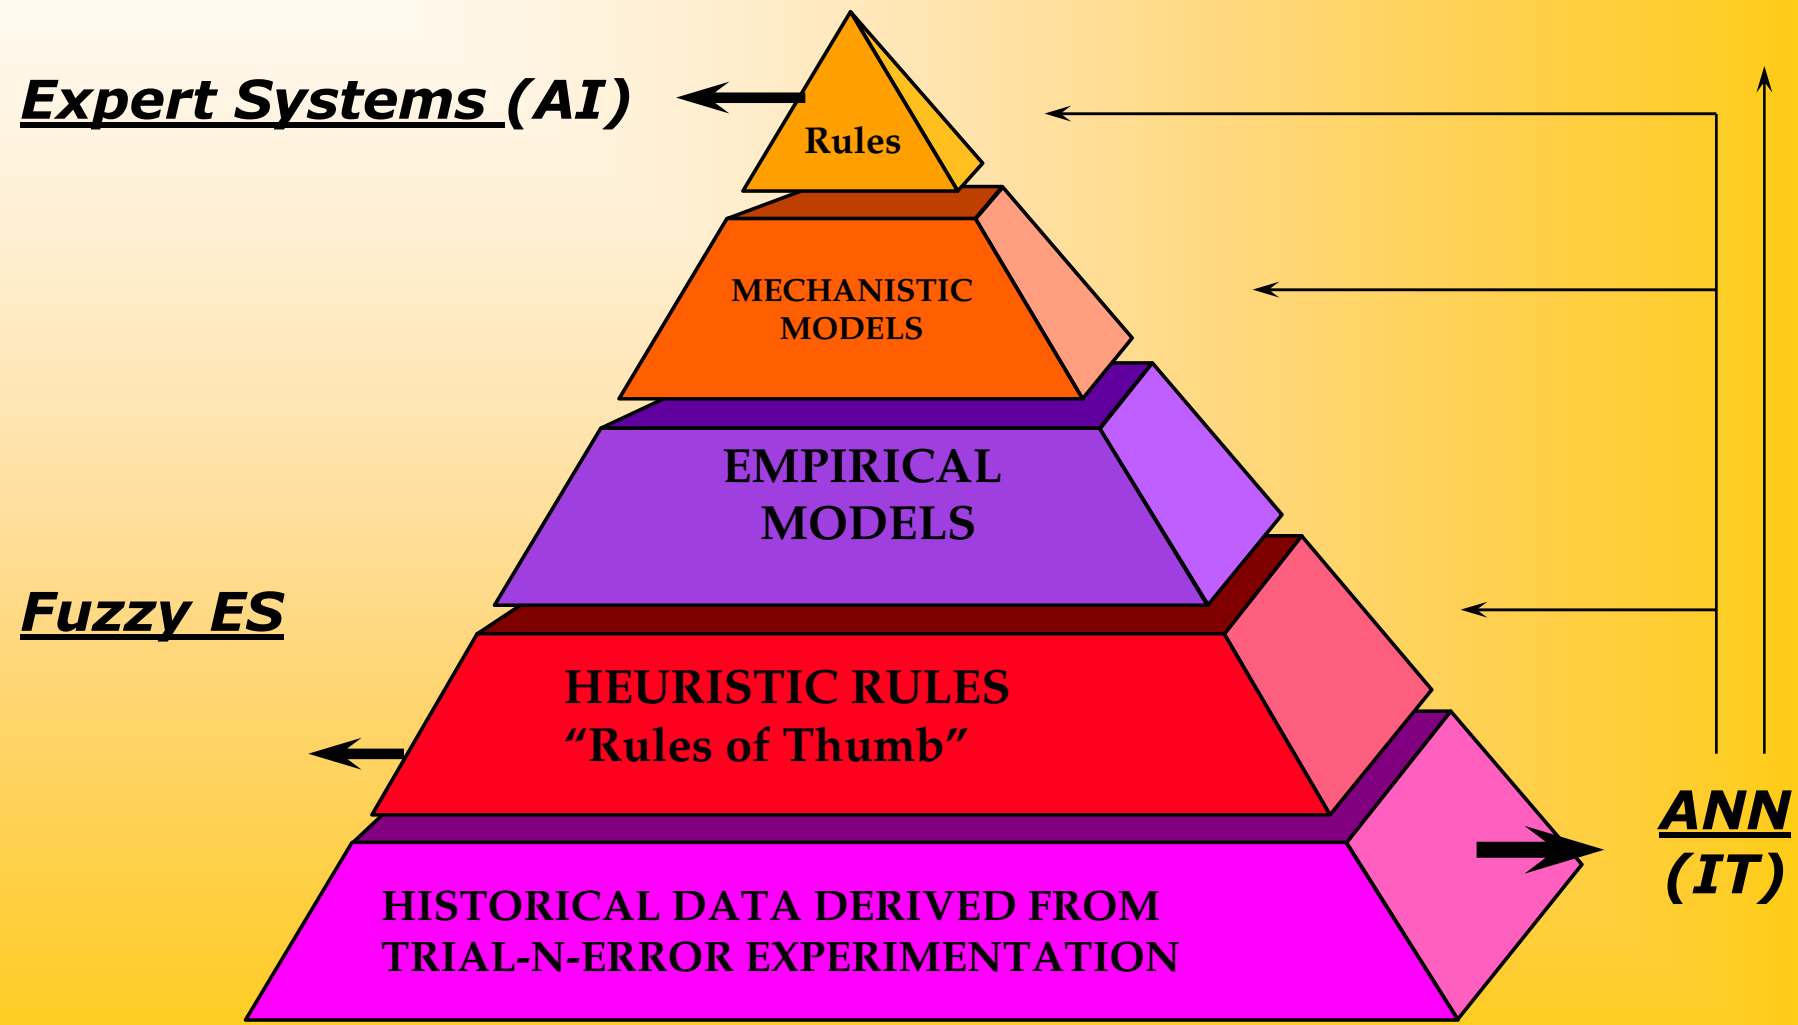 Expert Systems (AI)
Rules
MECHANISTIC
MODELS
EMPIRICAL
MODELS
Fuzzy ES
HEURISTIC RULES
“Rules of Thumb”
ANN
(IT)
HISTORICAL DATA DERIVED FROM
TRIAL-N-ERROR EXPERIMENTATION